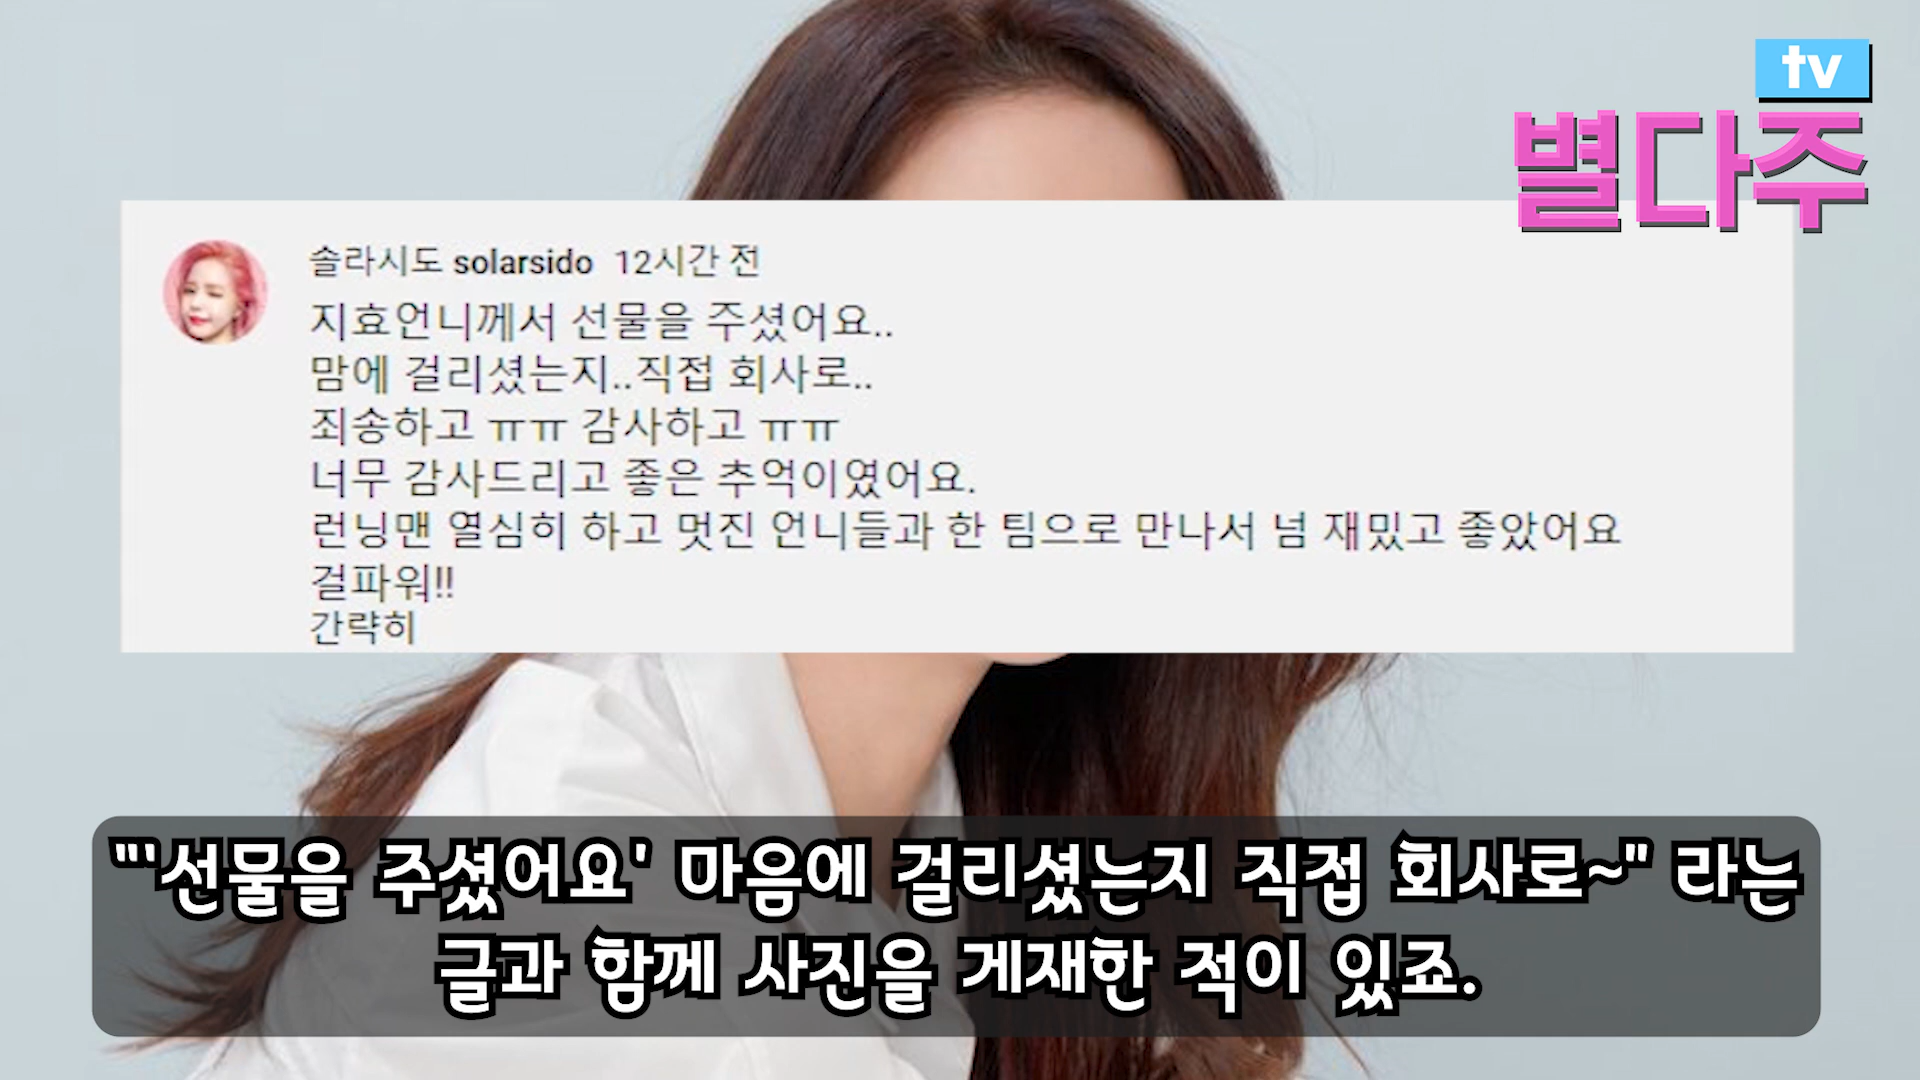 tv
별다주
솔라시도 solarsido 12시간 전
지효언니께서 선물을 주셨어요..
맘에 걸리셨는지..직접 회사로..
죄송하고 ㅠㅠ 감사하고 ㅠㅠ
너무 감사드리고 좋은 추억이였어요.
런닝맨 열심히 하고 멋진 언니들과 한 팀으로 만나서 넘 재밌고 좋았어요
걸파워!!
간략히
"'선물을 주셨어요' 마음에 걸리셨는지 직접 회사로~" 라는
글과 함께 사진을 게재한 적이 있죠.